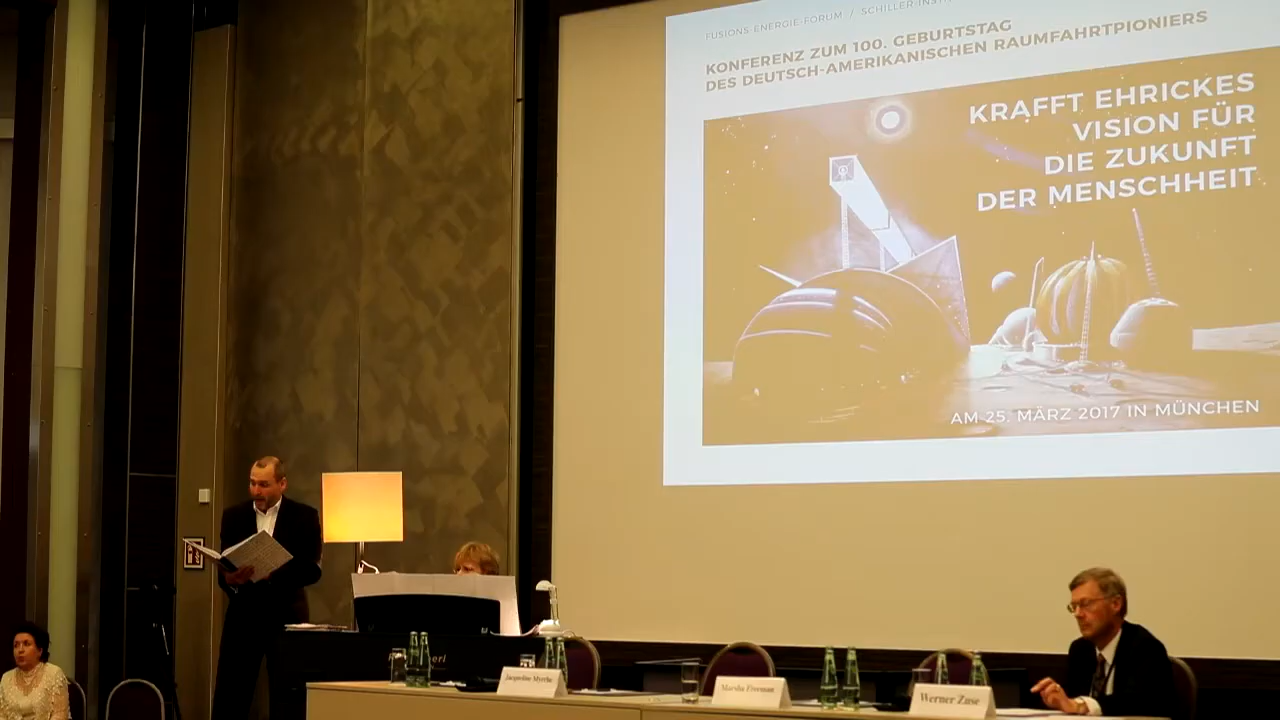 FUSIONS-ENERGIE-FORUM / SCHILLER-INSTI
KONFERENZ ZUM 100. GEBURTSTAG
DES DEUTSCH-AMERIKANISCHEN RAUMFAHRTPIONIERS
KRAFFT EHRICKES
VISION FÜR
DIE ZUKUNFT
DER MENSCHHEIT
AM 25. MÄRZ 2017 IN MÜNCHEN
Jacqueline Myrrhe
Marsha Freeman
Werner Zuse